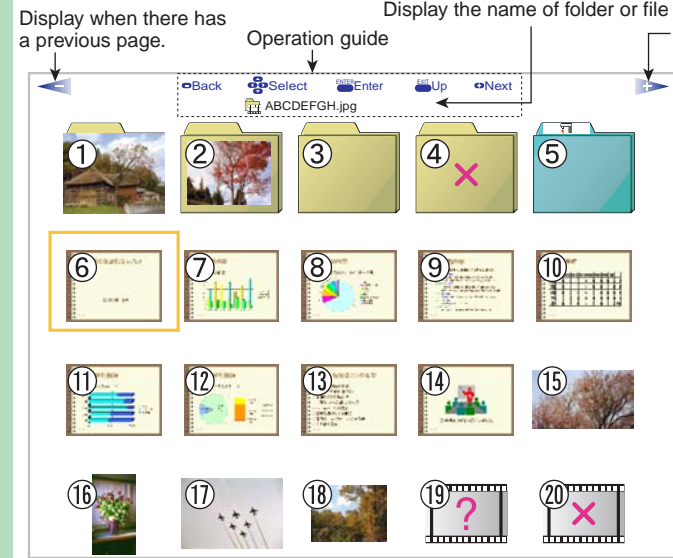 Display when there has
a previous page.
Operation guide
Display the name of folder or file
Back Select ENTER Enter EXIT Up Next
ABCDEFGH.jpg
① ② ③ ④ ⑤
⑥ ⑦ ⑧ ⑨ ⑩
⑪ ⑫ ⑬ ⑭ ⑮
⑯ ⑰ ⑱ ⑲ ⑳
?